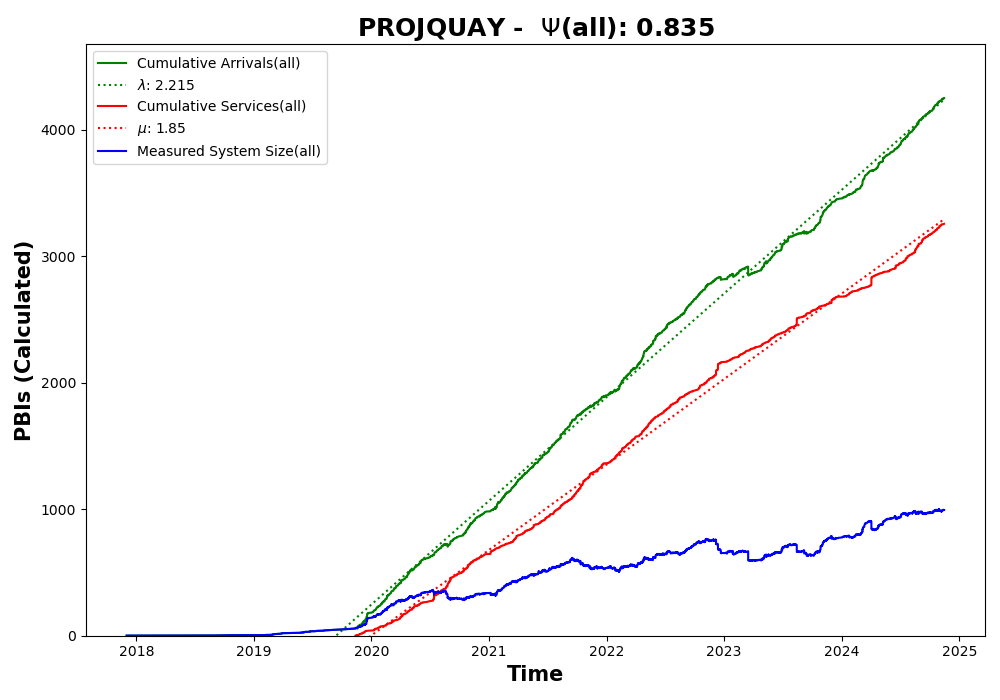 PROJQUAY - Ψ(all): 0.835
Cumulative Arrivals(all)
λ: 2.215
Cumulative Services(all)
μ: 1.85
Measured System Size(all)
PBIs (Calculated)
4000
3000
2000
1000
0
2018 2019 2020 2021 2022 2023 2024 2025
Time